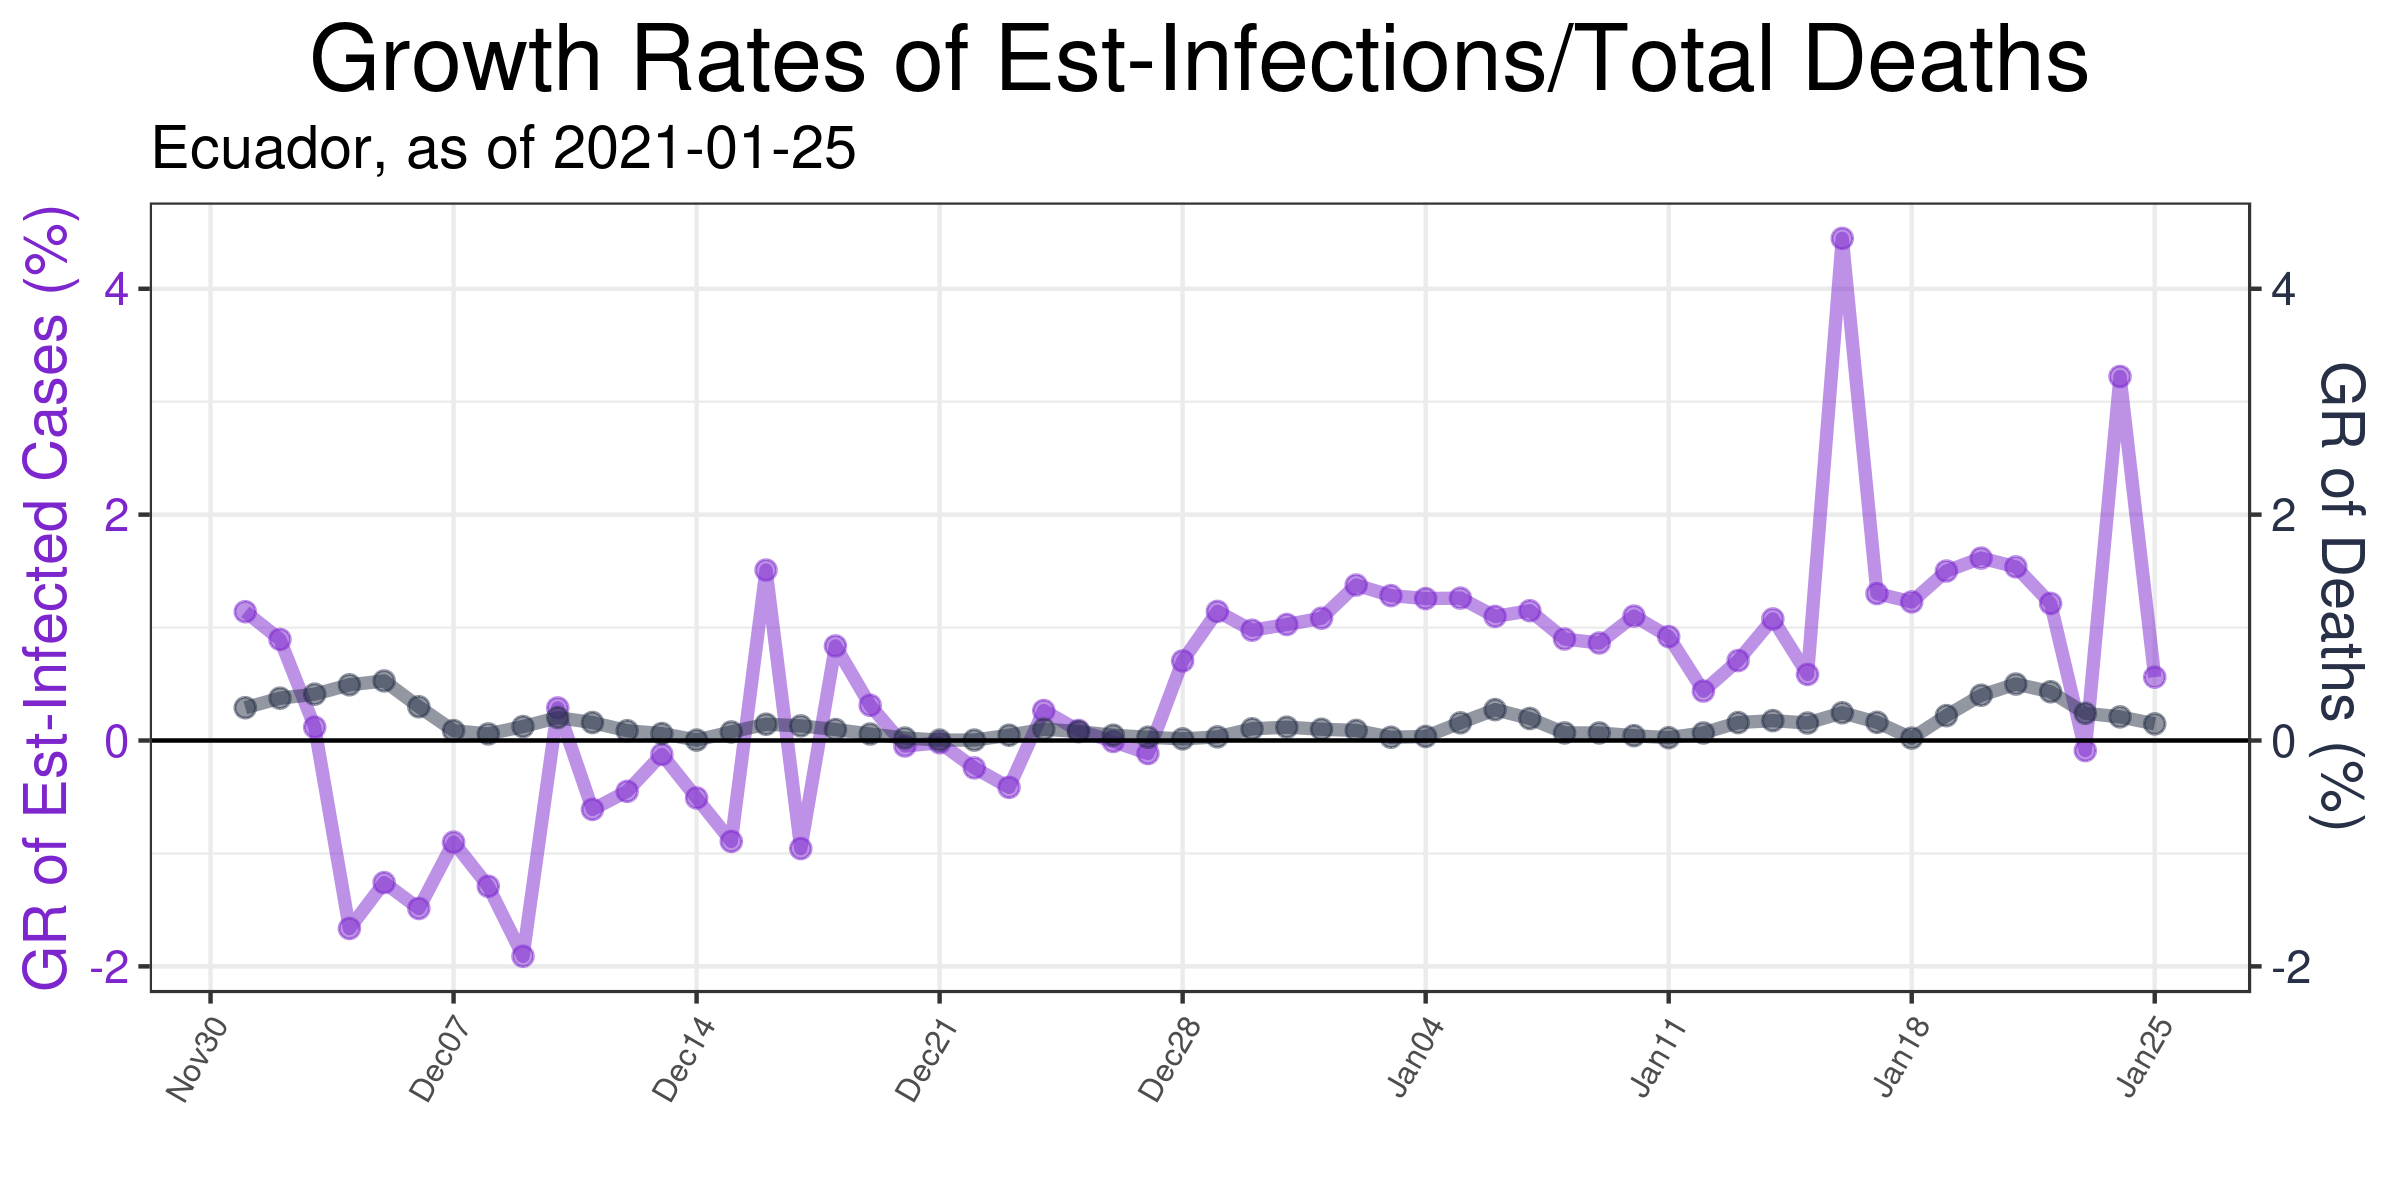 Growth Rates of Est-Infections/Total Deaths
Ecuador, as of 2021-01-25
GR of Est-Infected Cases (%)
4
2
0
-2
4
2
0
-2
GR of Deaths (%)
Nov30
Dec07
Dec14
Dec21
Dec28
Jan04
Jan11
Jan18
Jan25